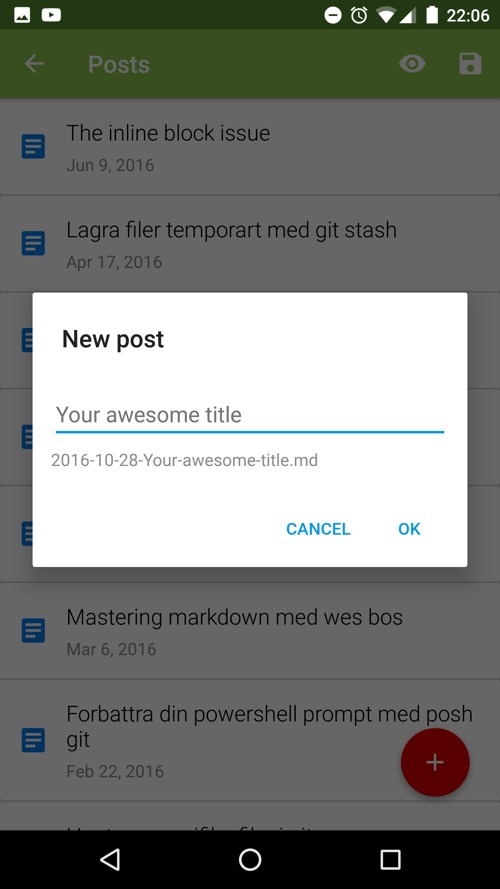 22:06
Posts
The inline block issue
Jun 9, 2016
Lagra filer temporart med git stash
Apr 17, 2016
New post
Your awesome title
2016-10-28-Your-awesome-title.md
CANCEL
OK
Mastering markdown med wes bos
Mar 6, 2016
Forbattra din powershell prompt med posh
git
Feb 22, 2016